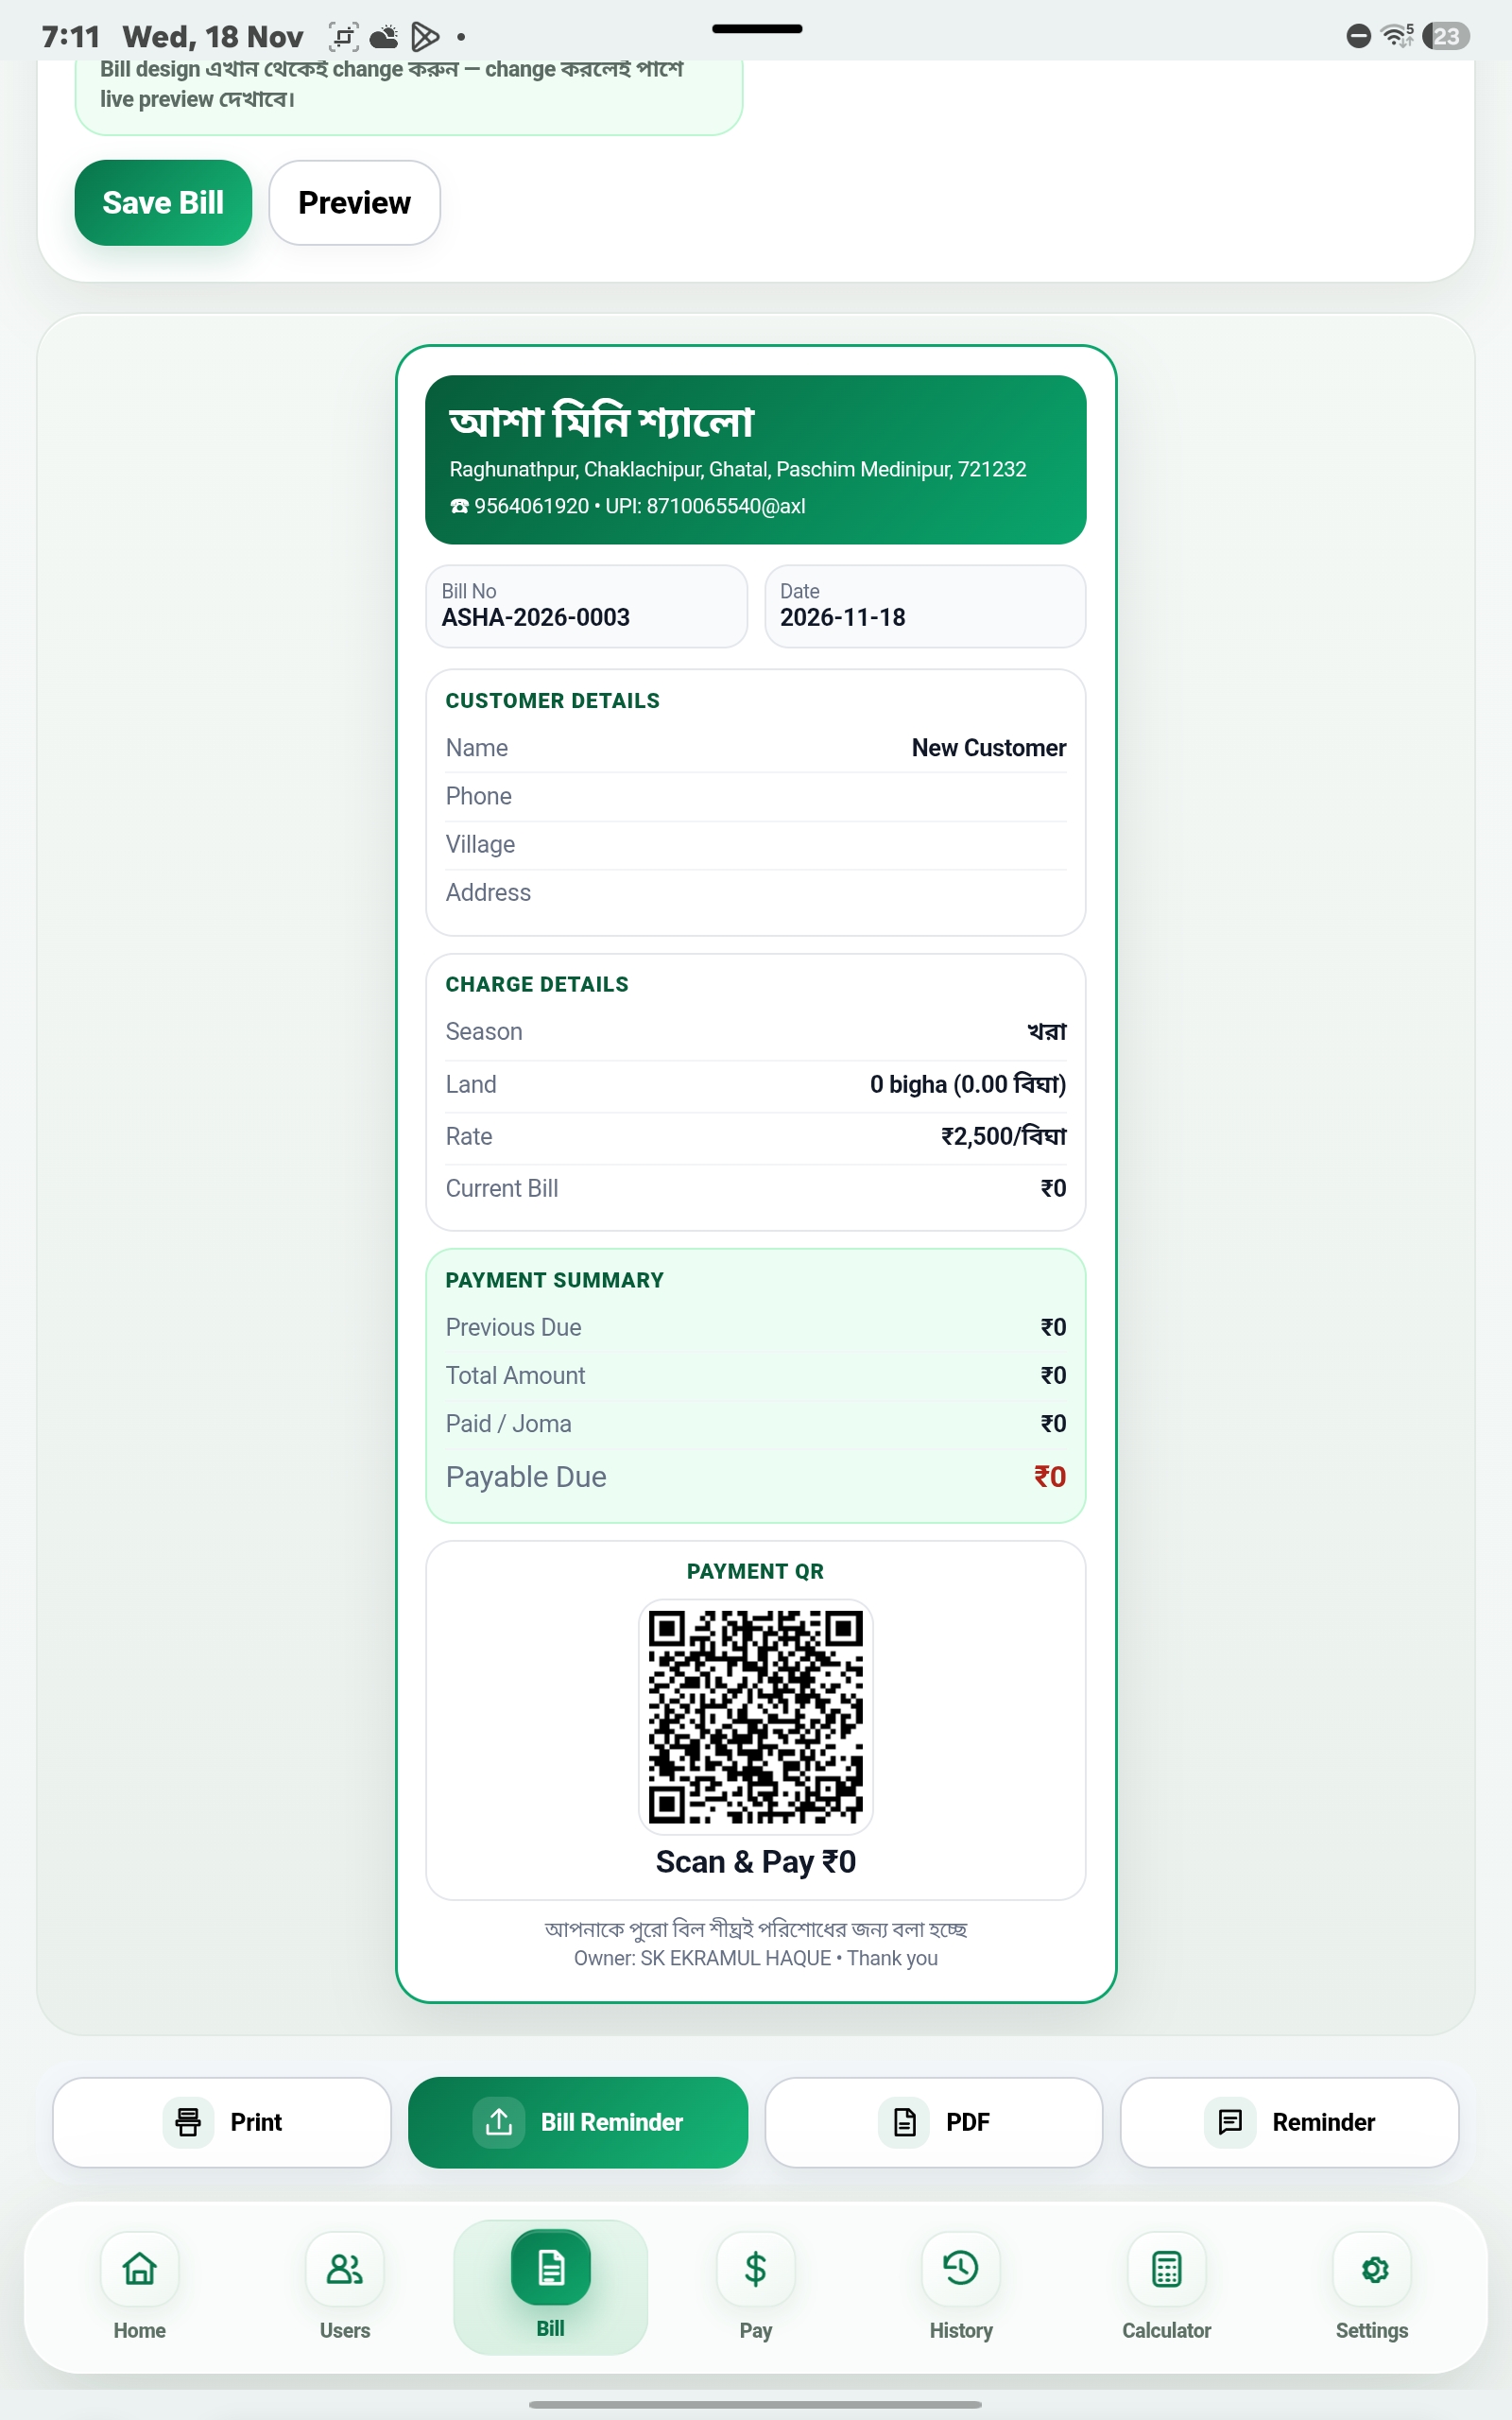 7:11 Wed, 18 Nov
5 23
Bill design এখান থেকেই change করুন — change করলেই পাশে
live preview দেখাবে।
Save Bill Preview
আশা মিনি শ্যালো
Raghunathpur, Chaklachipur, Ghatal, Paschim Medinipur, 721232
☎ 9564061920 • UPI: 8710065540@axl
Bill No Date
ASHA-2026-0003 2026-11-18
CUSTOMER DETAILS
Name New Customer
Phone
Village
Address
CHARGE DETAILS
Season খরা
Land 0 bigha (0.00 বিঘা)
Rate ₹2,500/বিঘা
Current Bill ₹0
PAYMENT SUMMARY
Previous Due ₹0
Total Amount ₹0
Paid / Joma ₹0
Payable Due ₹0
PAYMENT QR
Scan & Pay ₹0
আপনাকে পুরো বিল শীঘ্রই পরিশোধের জন্য বলা হচ্ছে
Owner: SK EKRAMUL HAQUE • Thank you
Print Bill Reminder PDF Reminder
Home Users Bill Pay History Calculator Settings